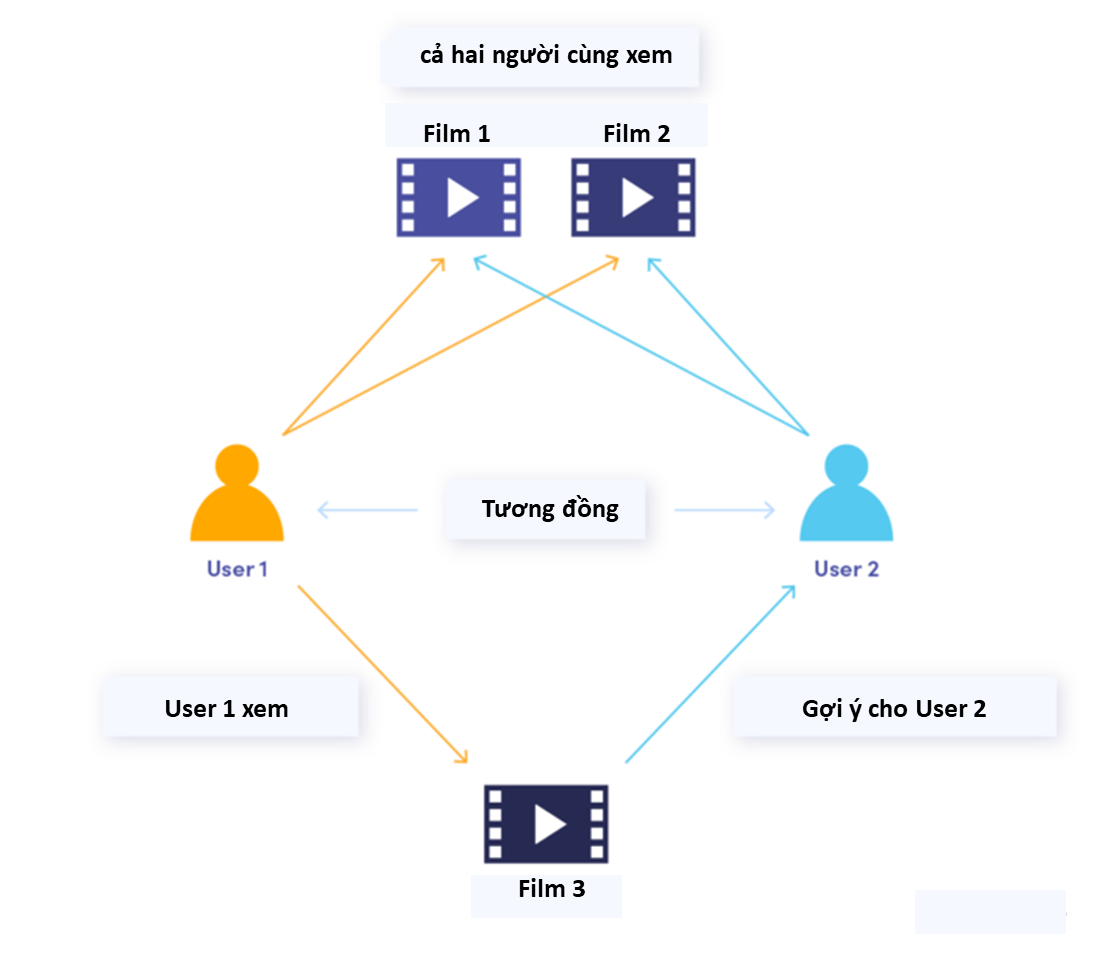 cả hai người cùng xem
Film 1
Film 2
Tương đồng
User 1
User 2
User 1 xem
Gợi ý cho User 2
Film 3